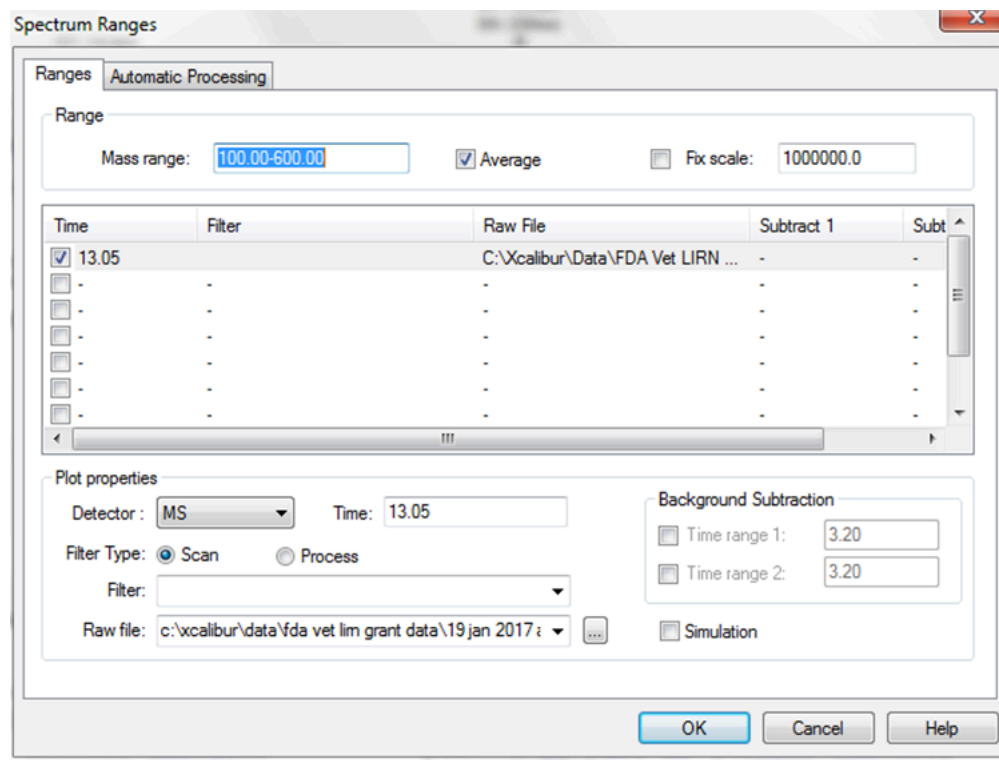 Spectrum Ranges
Ranges Automatic Processing
Range
Mass range: 100.00-600.00 Average Fix scale: 1000000.0
Time Filter Raw File Subtract 1 Subt
13.05 C:\Xcalibur\Data\FDA Vet LIRN ... - -
- - - - -
- - - - -
- - - - -
- - - - -
- - - - -
- - - - -
Plot properties
Detector : MS Time: 13.05
Background Subtraction
Time range 1: 3.20
Filter Type: Scan Process
Time range 2: 3.20
Filter:
Raw file: c:\xcalibur\data\fda vet lirn grant data\19 jan 2017 ... Simulation
OK Cancel Help